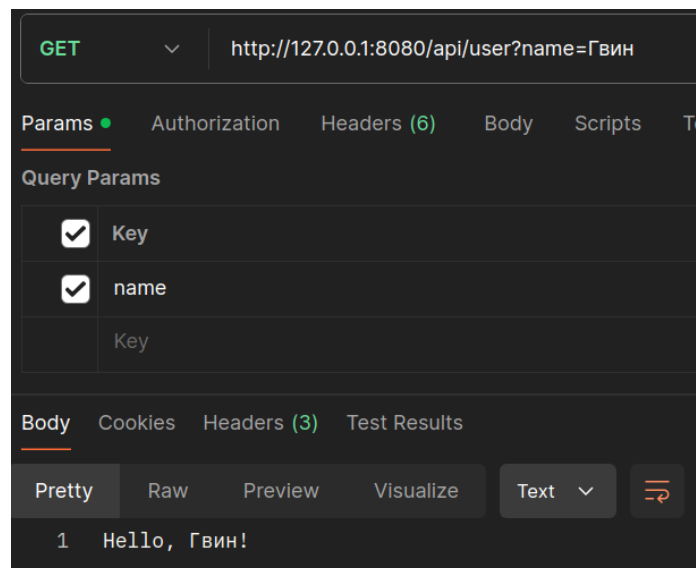 GET http://127.0.0.1:8080/api/user?name=Гвин
Params Authorization Headers (6) Body Scripts
Query Params
Key
name
Key
Body Cookies Headers (3) Test Results
Pretty Raw Preview Visualize Text
1 Hello, Гвин!